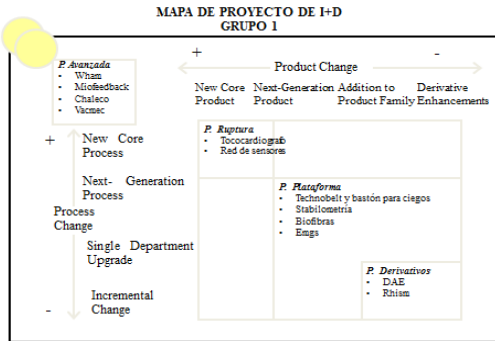 MAPA DE PROYECTO DE I+D
GRUPO 1
P. Avanzada
• Wham
• Miofeedback
• Chaleco
• Vacmec
+ -
Product Change
New Core Next-Generation Addition to Derivative
Product Product Product Family Enhancements
+ New Core
Process
Next- Generation
Process
Process
Change
Single Department
Upgrade
Incremental
- Change
P. Ruptura
• Tococardiografo
• Red de sensores
P. Plataforma
• Technobelt y bastón para ciegos
• Stabilometria
• Biofibras
• Emgs
P. Derivativos
• DAE
• Rhism